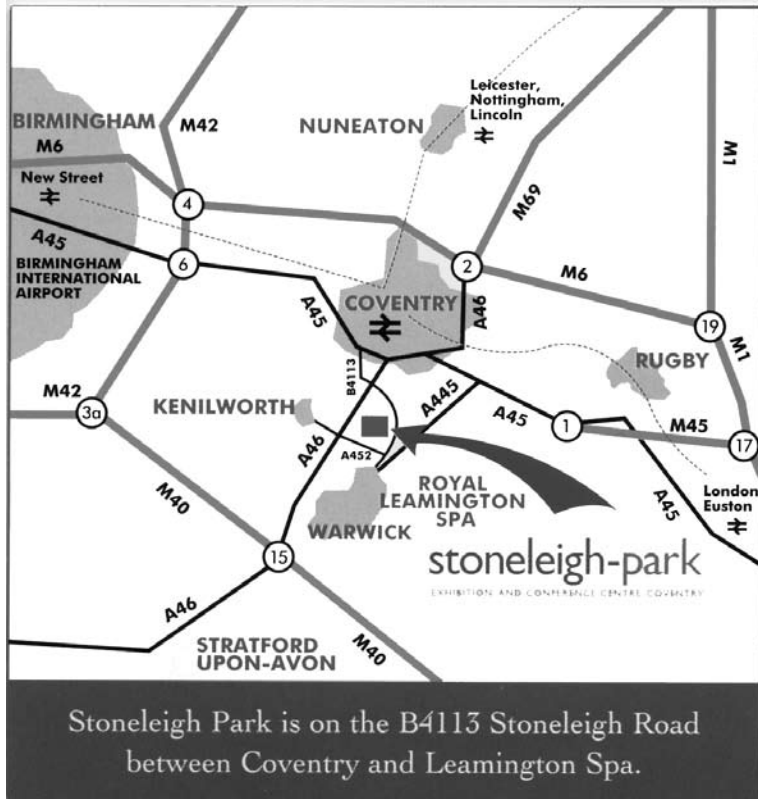 Leicester,
Nottingham,
Lincoln
BIRMINGHAM
M42
NUNEATON
M6
M1
New Street
M69
4
A45
6
2
M6
BIRMINGHAM
INTERNATIONAL
AIRPORT
A45
COVENTRY
A46
19
M1
RUGBY
B4113
M42
3a
KENILWORTH
A445
A45
1
M45
17
A46
A452
M40
ROYAL
LEAMINGTON
SPA
A45
London
Euston
WARWICK
15
stoneleigh-park
EXHIBITION AND CONFERENCE CENTRE COVENTRY
A46
STRATFORD
UPON-AVON
M40
Stoneleigh Park is on the B4113 Stoneleigh Road
between Coventry and Leamington Spa.